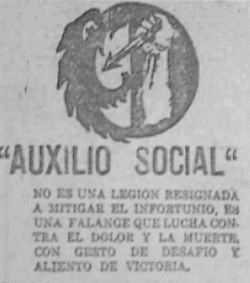 "AUXILIO SOCIAL"
NO ES UNA LEGION RESIGNADA
A MITIGAR EL INFORTUNIO, ES
UNA FALANGE QUE LUCHA CON-
TRA EL DOLOR Y LA MUERTE,
CON GESTO DE DESAFIO Y
ALIENTO DE VICTORIA.